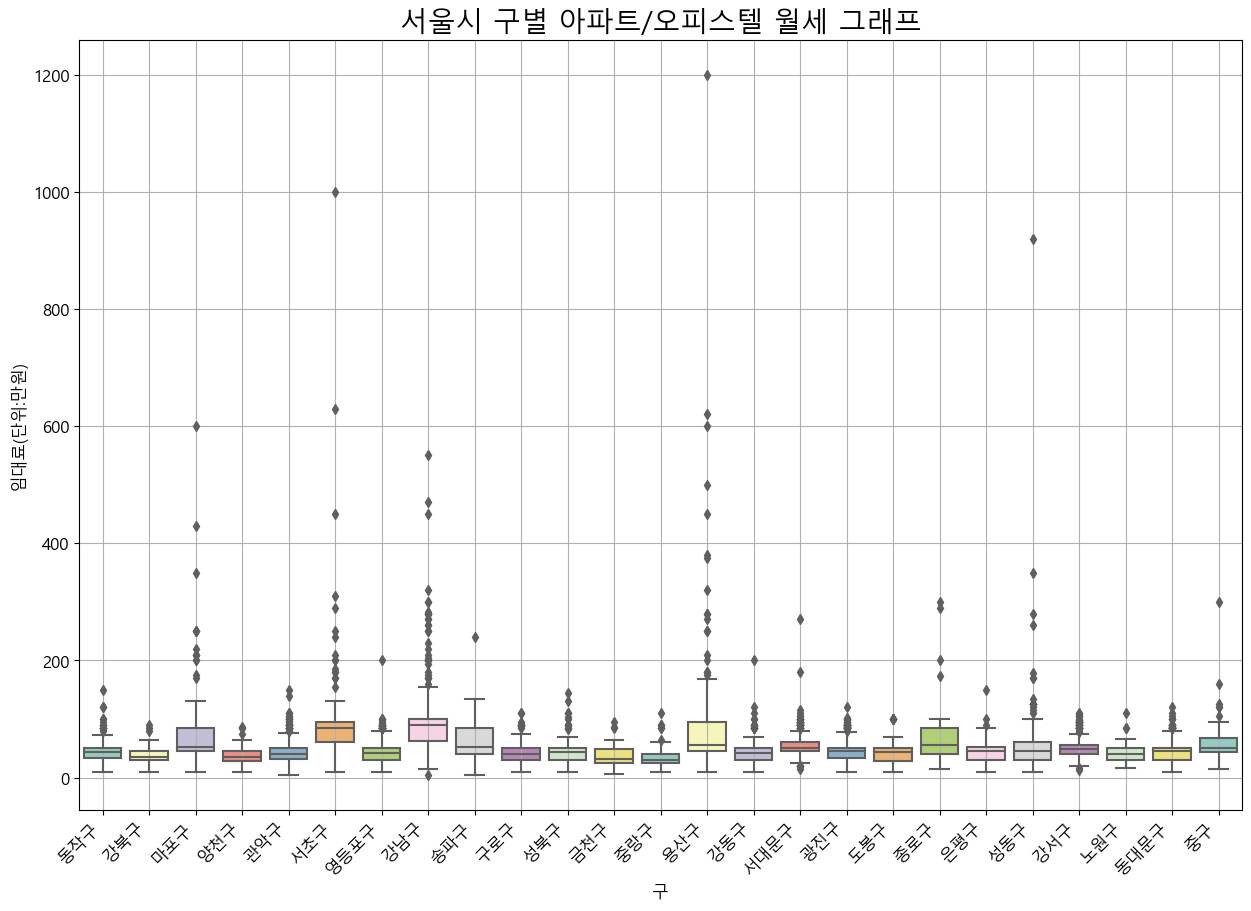 서울시 구별 아파트/오피스텔 월세 그래프
1200
1000
800
600
400
200
0
임대료(단위:만원)
동작구
강북구
마포구
양천구
관악구
서초구
영등포구
강남구
송파구
구로구
성북구
금천구
중랑구
용산구
강동구
서대문구
광진구
도봉구
종로구
은평구
성동구
강서구
노원구
동대문구
중구
구